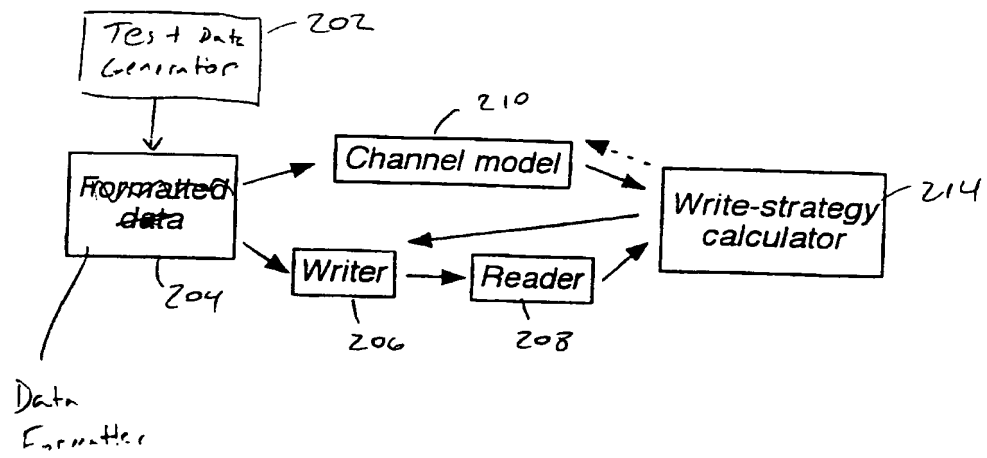 Test Data
Generator
202
210
Channel model
Formatted
data
Write-strategy
calculator
214
Writer
Reader
204
206
208
Data
Formatter